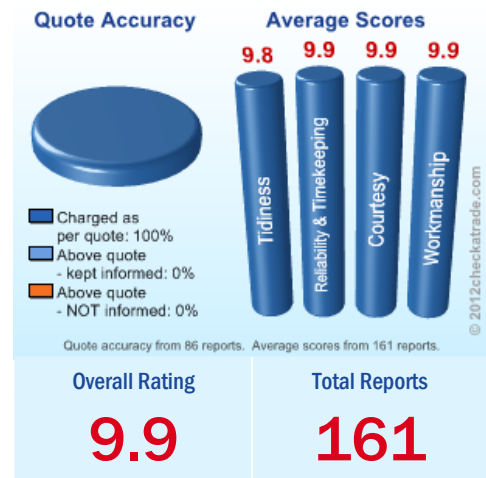 Quote Accuracy
Average Scores
9.8
9.9
9.9
9.9
Tidiness
Reliability & Timekeeping
Courtesy
Workmanship
Charged as
per quote: 100%
Above quote
- kept informed: 0%
Above quote
- NOT informed: 0%
© 2012checkatrade.com
Quote accuracy from 86 reports. Average scores from 161 reports.
Overall Rating
9.9
Total Reports
161